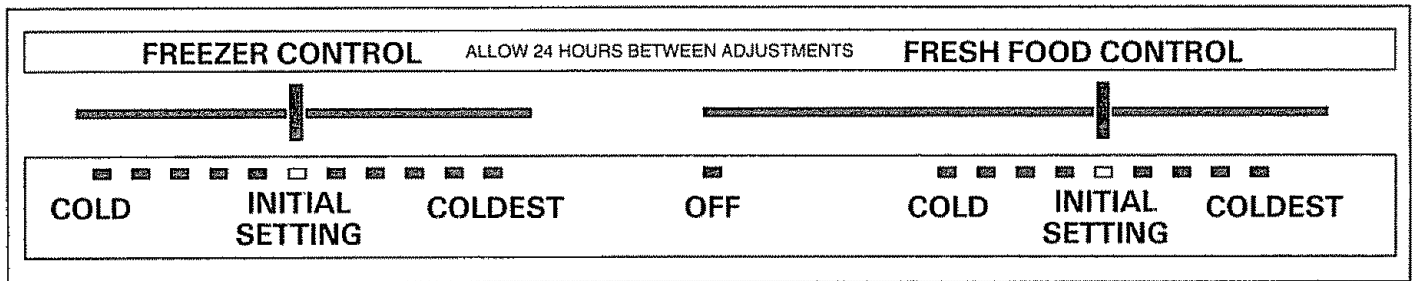 FREEZER CONTROL ALLOW 24 HOURS BETWEEN ADJUSTMENTS FRESH FOOD CONTROL
COLD INITIAL SETTING COLDEST OFF COLD INITIAL SETTING COLDEST